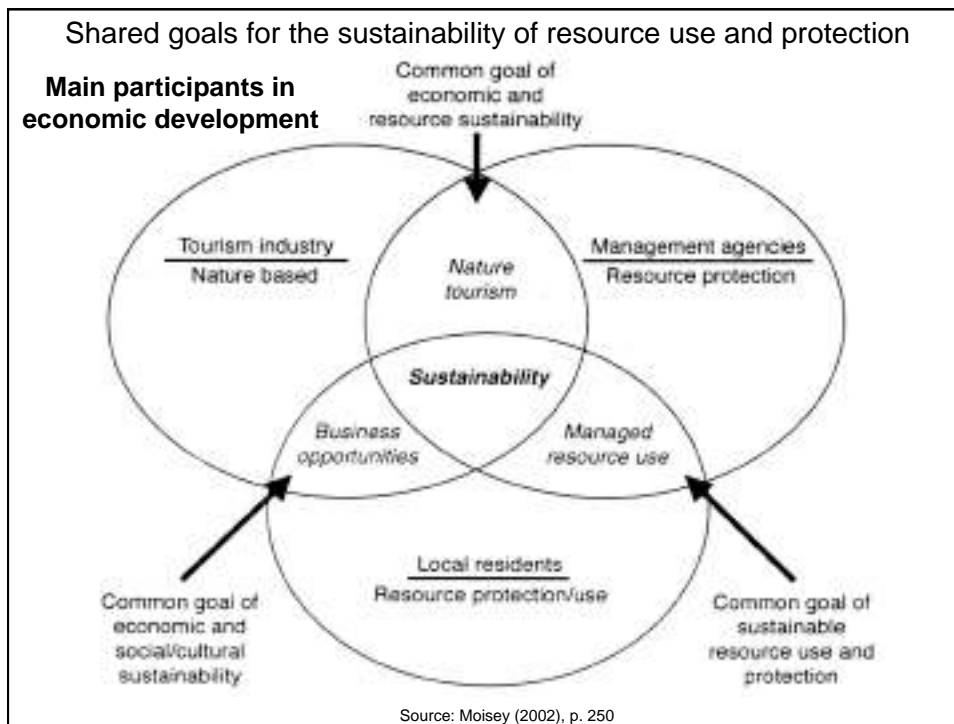 Shared goals for the sustainability of resource use and protection
Main participants in
economic development
Common goal of
economic and
resource sustainability
Tourism industry
Nature based
Nature
tourism
Management agencies
Resource protection
Sustainability
Business
opportunities
Managed
resource use
Local residents
Resource protection/use
Common goal of
economic and
social/cultural
sustainability
Common goal of
sustainable
resource use and
protection
Source: Moisey (2002), p. 250